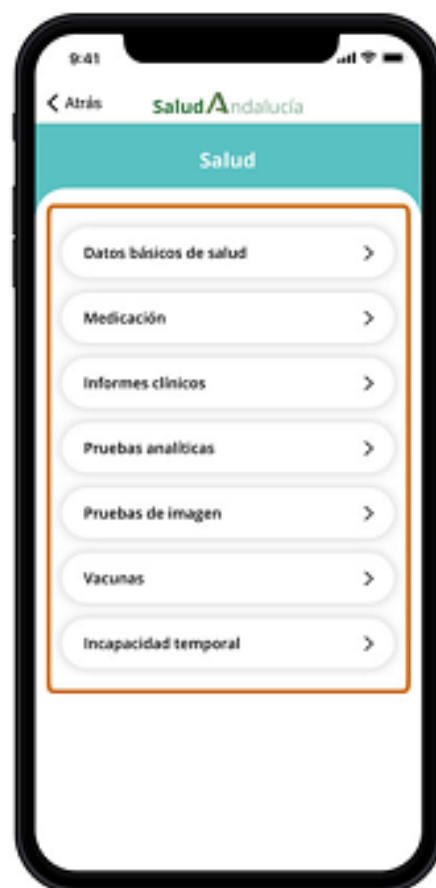 9:41
Atrás
Salud Andalucía
Salud
Datos básicos de salud
Medicación
Informes clínicos
Pruebas analíticas
Pruebas de imagen
Vacunas
Incapacidad temporal